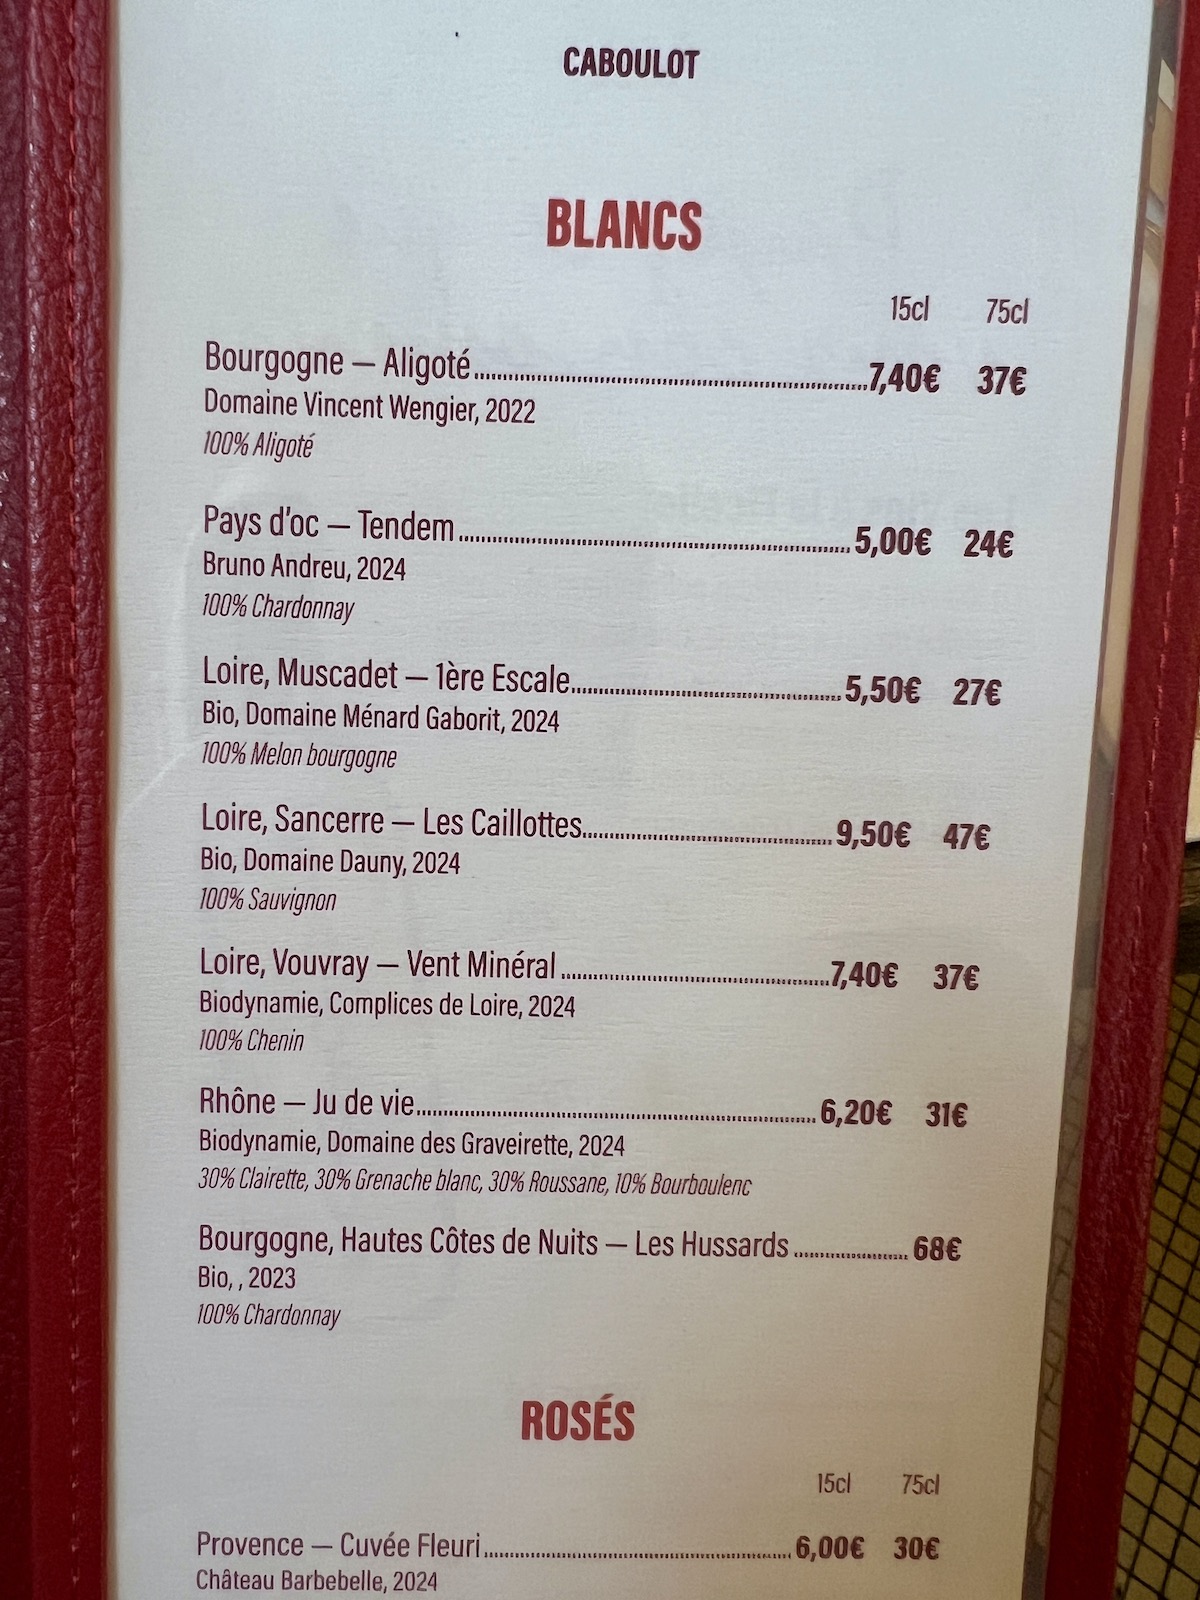 CABOULOT
BLANCS
15cl 75cl
Bourgogne — Aligoté 7,40€ 37€
Domaine Vincent Wengier, 2022
100% Aligoté
Pays d'oc — Tendem 5,00€ 24€
Bruno Andreu, 2024
100% Chardonnay
Loire, Muscadet — 1ère Escale 5,50€ 27€
Bio, Domaine Ménard Gaborit, 2024
100% Melon bourgogne
Loire, Sancerre — Les Caillottes 9,50€ 47€
Bio, Domaine Dauny, 2024
100% Sauvignon
Loire, Vouvray — Vent Minéral 7,40€ 37€
Biodynamie, Complices de Loire, 2024
100% Chenin
Rhône — Ju de vie 6,20€ 31€
Biodynamie, Domaine des Graveirette, 2024
30% Clairette, 30% Grenache blanc, 30% Roussane, 10% Bourboulenc
Bourgogne, Hautes Côtes de Nuits — Les Hussards 68€
Bio, , 2023
100% Chardonnay
ROSÉS
15cl 75cl
Provence — Cuvée Fleuri 6,00€ 30€
Château Barbebelle, 2024